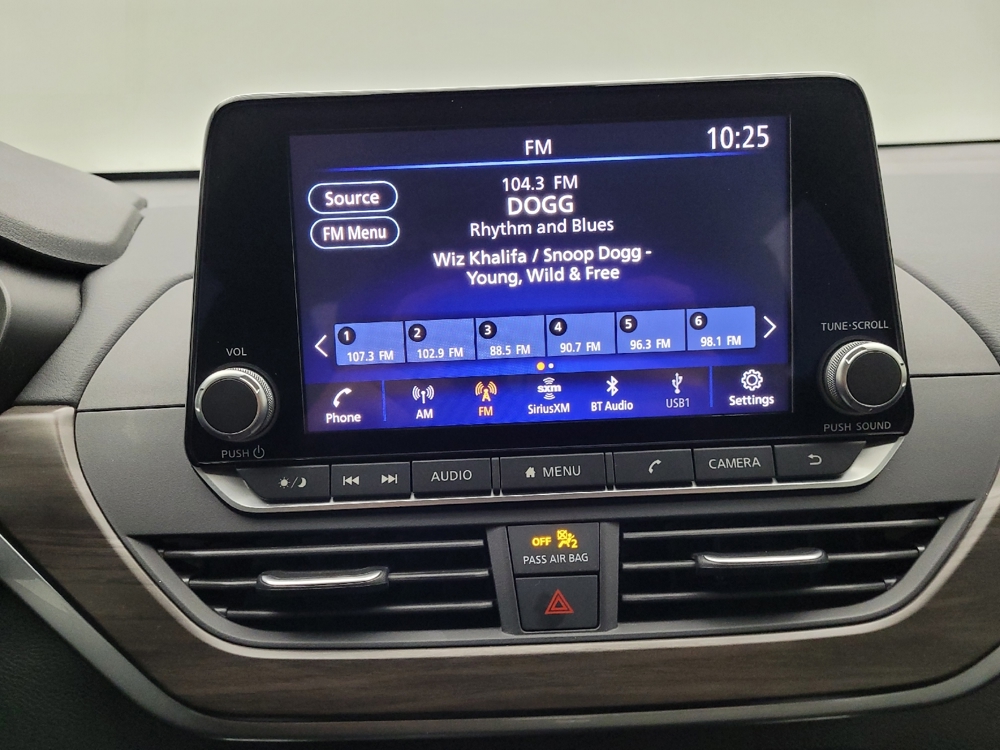 FM
10:25
Source
FM Menu
104.3 FM
DOGG
Rhythm and Blues
Wiz Khalifa / Snoop Dogg -
Young, Wild & Free
1 107.3 FM
2 102.9 FM
3 88.5 FM
4 90.7 FM
5 96.3 FM
6 98.1 FM
Phone
AM
FM
sxm
SiriusXM
BT Audio
USB1
Settings
VOL
PUSH
TUNE·SCROLL
PUSH SOUND
AUDIO
MENU
CAMERA
OFF 2
PASS AIR BAG